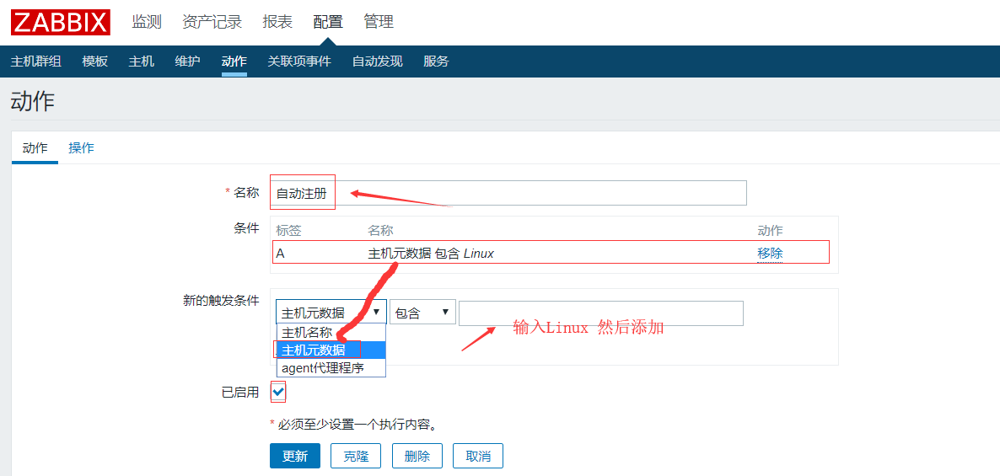 ZABBIX 监测 资产记录 报表 配置 管理
主机群组 模板 主机 维护 动作 关联项事件 自动发现 服务
动作
动作 操作
* 名称 自动注册
条件 标签 名称 动作
A 主机元数据 包含 Linux 移除
新的触发条件 主机元数据 包含
主机名称
输入Linux 然后添加
主机元数据
agent代理程序
已启用
* 必须至少设置一个执行内容。
更新 克隆 删除 取消